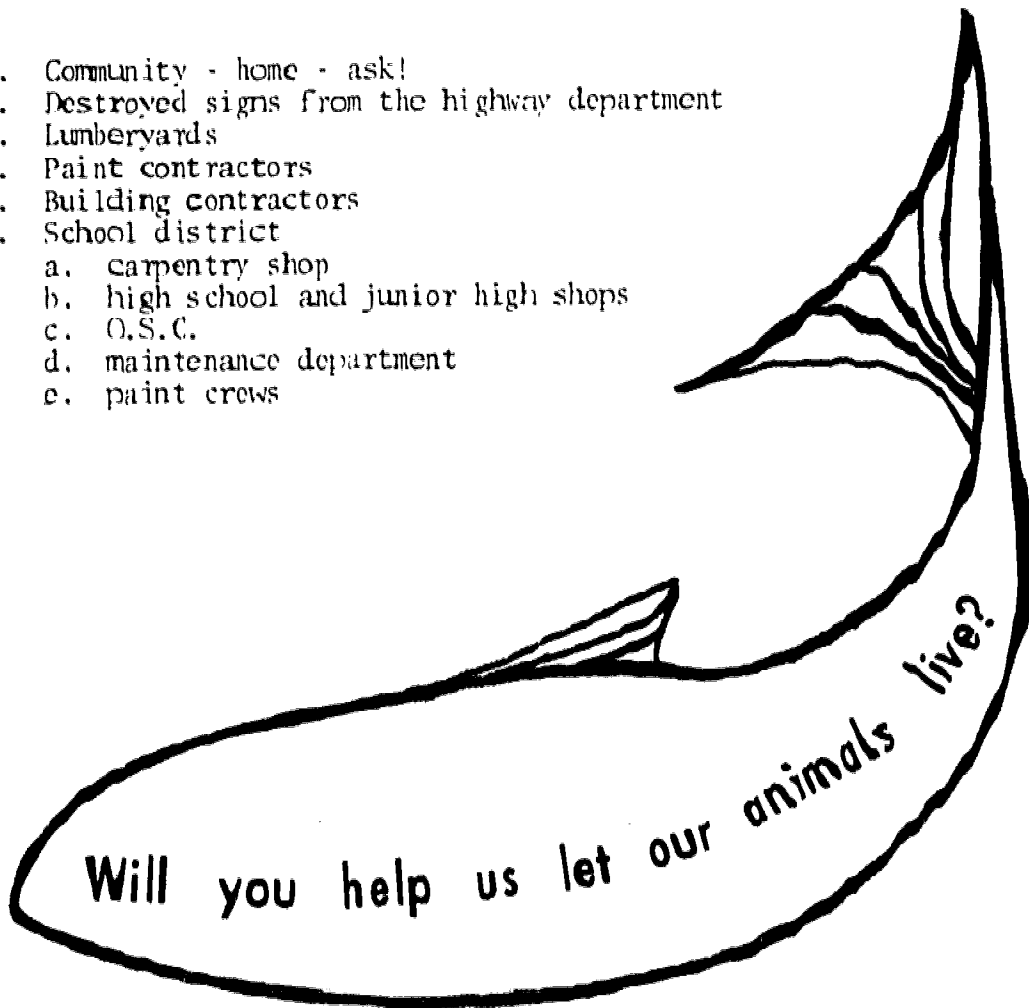 . Community - home - ask!
. Destroyed signs from the highway department
. Lumberyards
. Paint contractors
. Building contractors
. School district
a. carpentry shop
b. high school and junior high shops
c. O.S.C.
d. maintenance department
e. paint crews
Will you help us let our animals live?